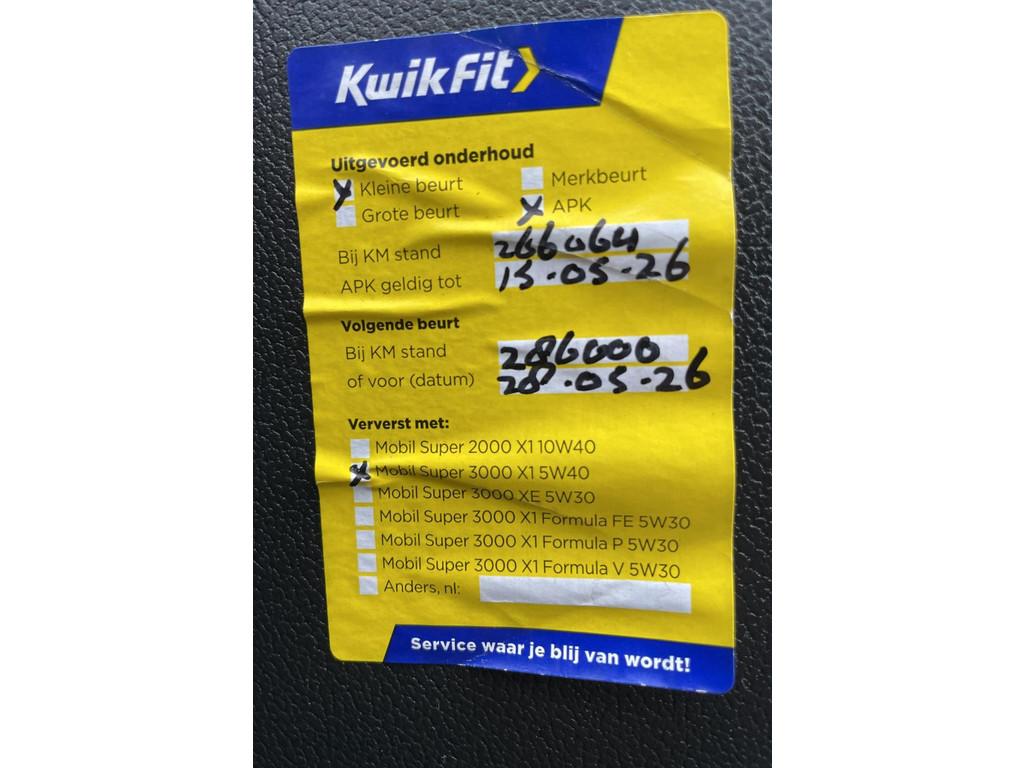 KwikFit
Uitgevoerd onderhoud
Kleine beurt Merkbeurt
Grote beurt APK
Bij KM stand 266064
APK geldig tot 15-05-26
Volgende beurt
Bij KM stand 286000
of voor (datum) 28-05-26
Ververst met:
Mobil Super 2000 X1 10W40
Mobil Super 3000 X1 5W40
Mobil Super 3000 XE 5W30
Mobil Super 3000 X1 Formula FE 5W30
Mobil Super 3000 X1 Formula P 5W30
Mobil Super 3000 X1 Formula V 5W30
Anders, nl:
Service waar je blij van wordt!